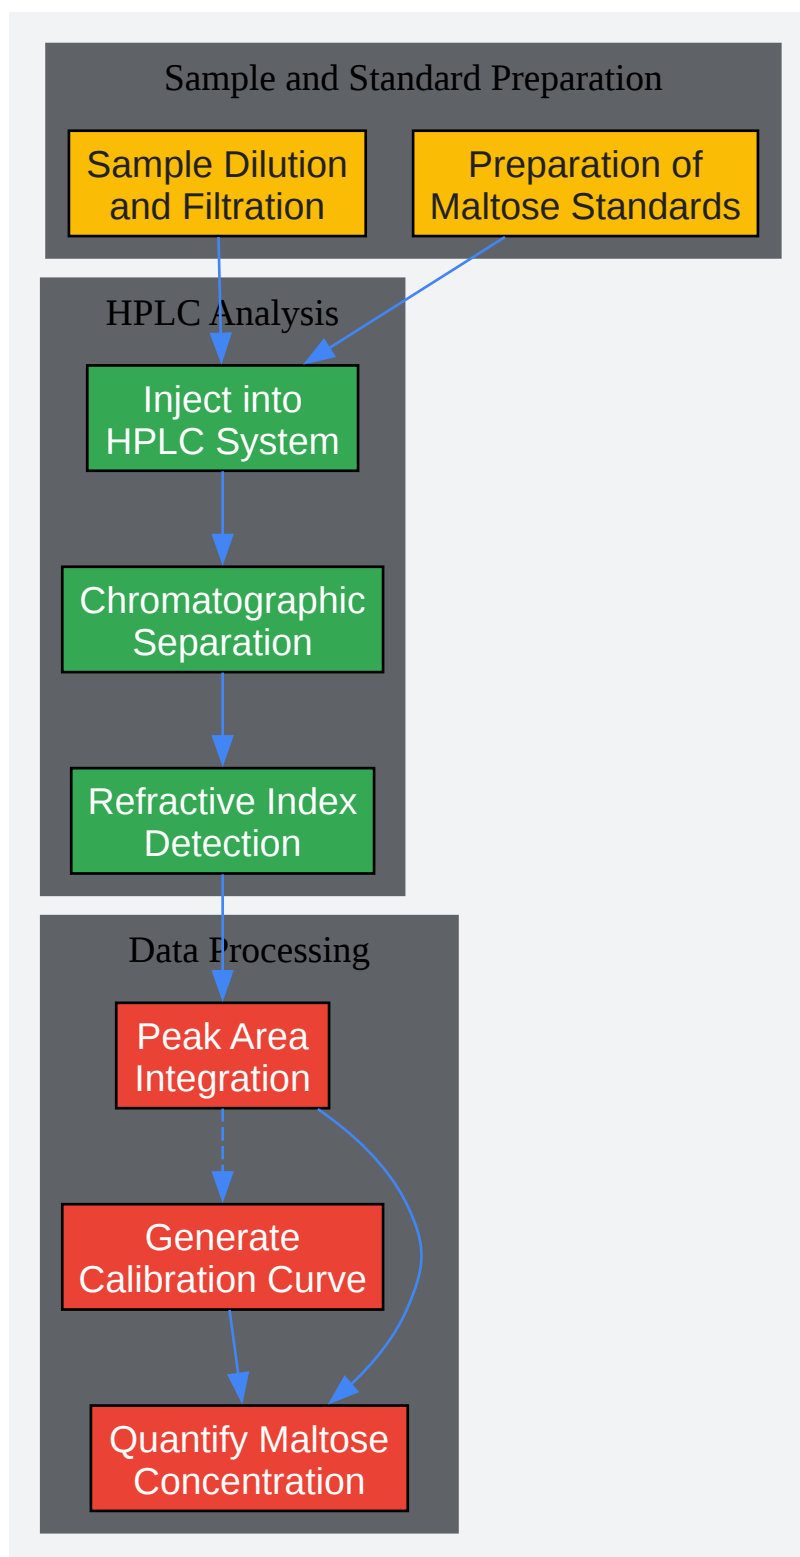 Sample and Standard Preparation
Sample Dilution
and Filtration
Preparation of
Maltose Standards
HPLC Analysis
Inject into
HPLC System
Chromatographic
Separation
Refractive Index
Detection
Data Processing
Peak Area
Integration
Generate
Calibration Curve
Quantify Maltose
Concentration